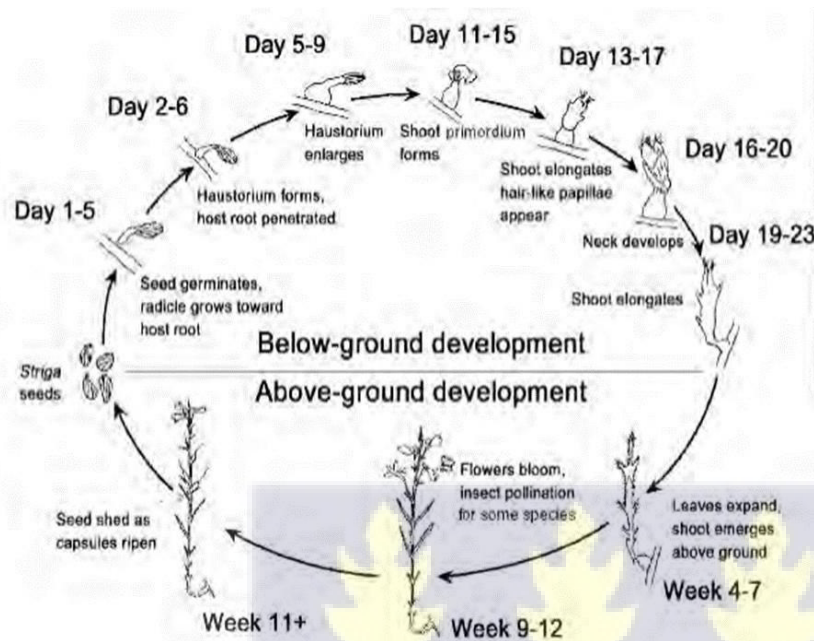 Day 5-9
Day 11-15
Day 13-17
Day 2-6
Haustorium
enlarges
Shoot primordium
forms
Day 16-20
Day 1-5
Haustorium forms,
host root penetrated
Shoot elongates
hair-like papillae
appear
Neck develops
Day 19-23
Seed germinates,
radicle grows toward
host root
Shoot elongates
Below-ground development
Striga
seeds
Above-ground development
Flowers bloom,
insect pollination
for some species
Seed shed as
capsules ripen
Leaves expand,
shoot emerges
above ground
Week 4-7
Week 11+
Week 9-12